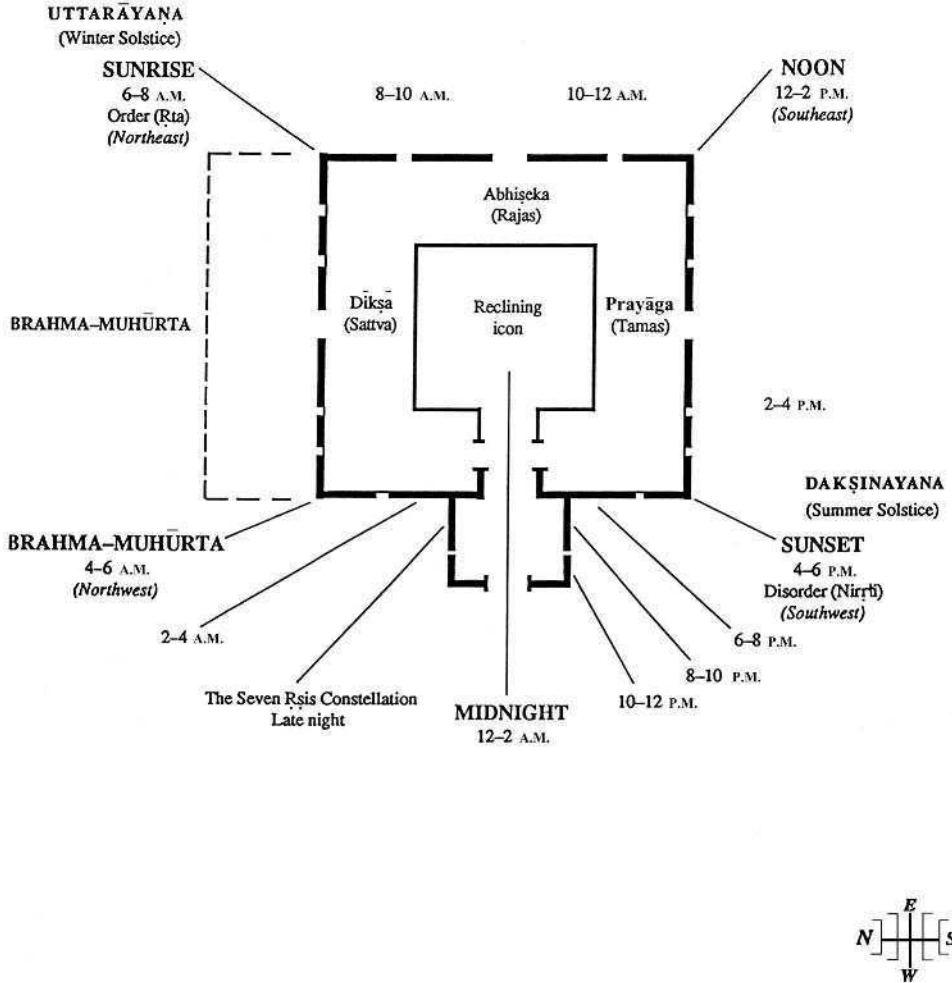 UTTARĀYAṆA
(Winter Solstice)
SUNRISE
6–8 A.M.
Order (Ṛta)
(Northeast)
8–10 A.M.
10–12 A.M.
NOON
12–2 P.M.
(Southeast)
Abhiṣeka
(Rajas)
Dīkṣā
(Sattva)
Reclining
icon
Prayāga
(Tamas)
BRAHMA–MUHŪRTA
2–4 P.M.
DAKṢINAYANA
(Summer Solstice)
BRAHMA–MUHŪRTA
4–6 A.M.
(Northwest)
SUNSET
4–6 P.M.
Disorder (Nirṛti)
(Southwest)
2–4 A.M.
6–8 P.M.
8–10 P.M.
The Seven Ṛṣis Constellation
Late night
10–12 P.M.
MIDNIGHT
12–2 A.M.
E
N S
W